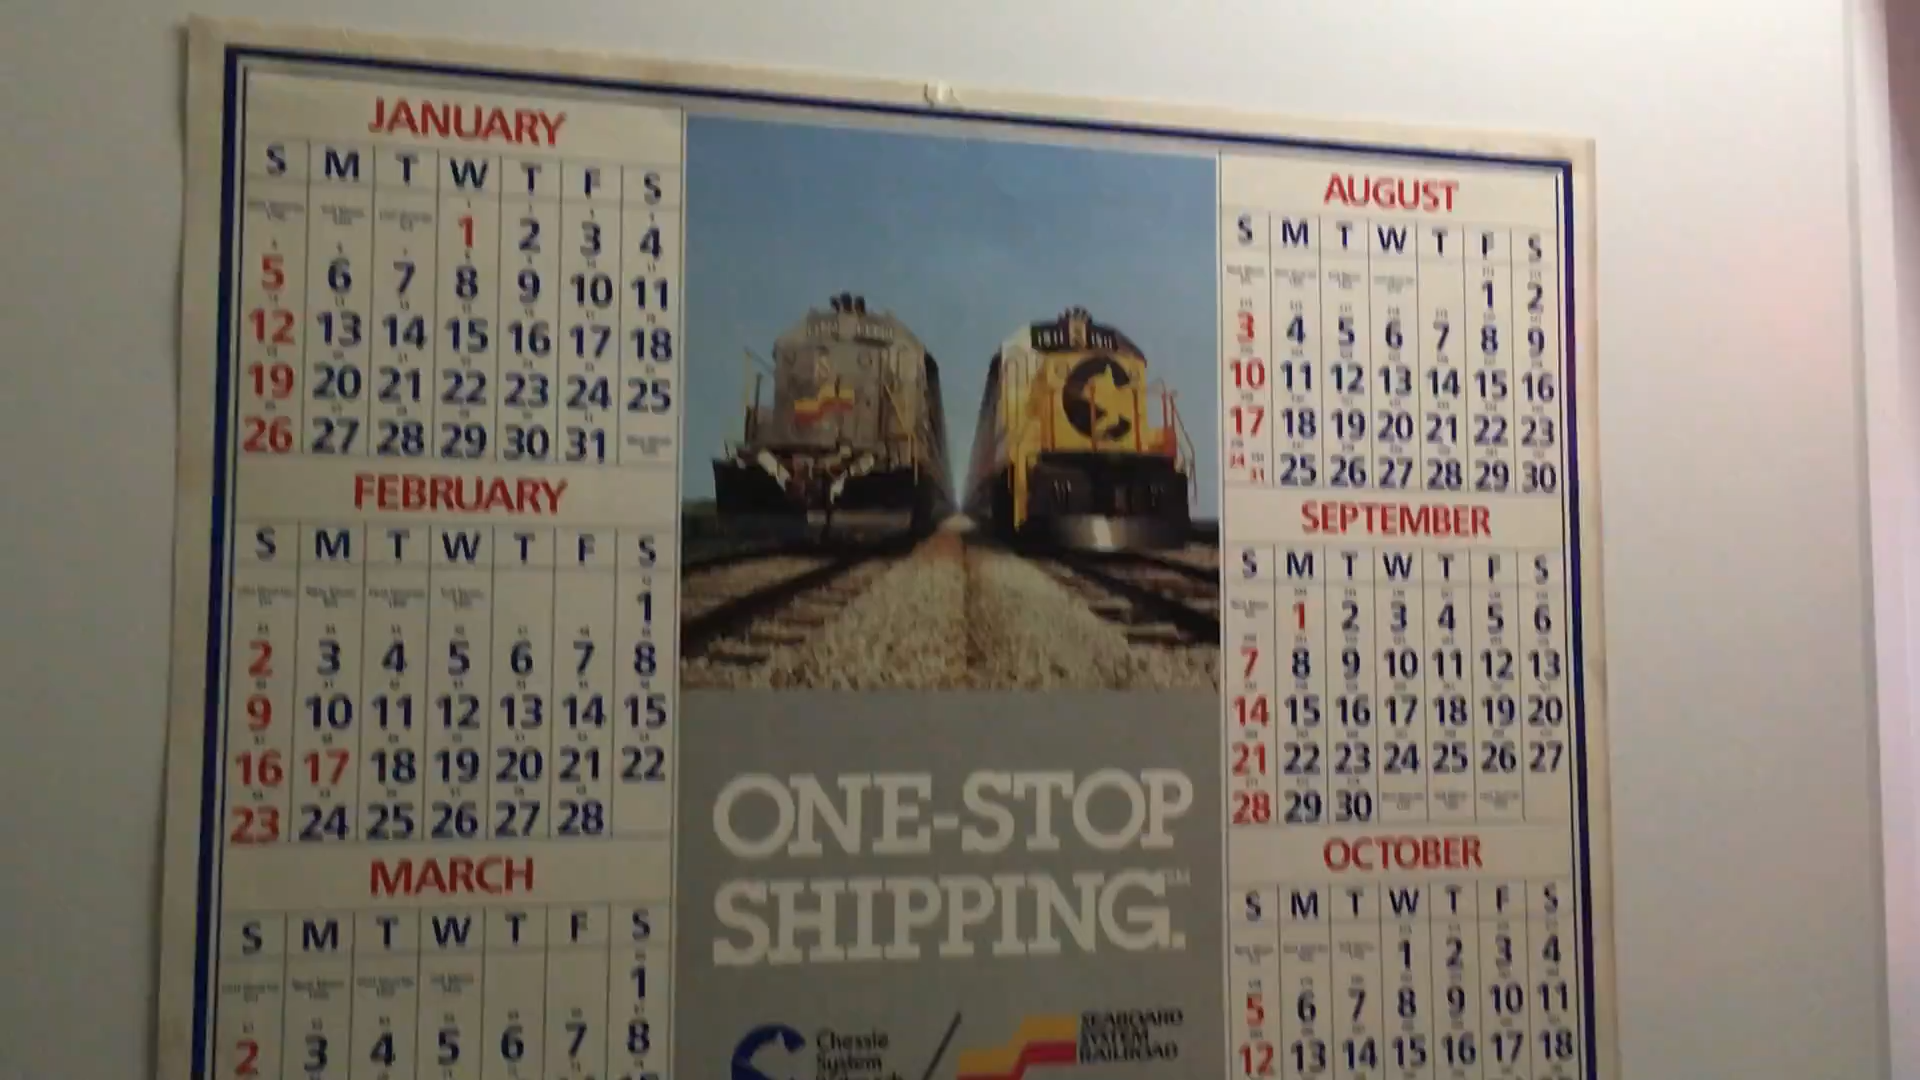 JANUARY
S M T W T F S
1 2 3 4
5 6 7 8 9 10 11
12 13 14 15 16 17 18
19 20 21 22 23 24 25
26 27 28 29 30 31
FEBRUARY
S M T W T F S
1
2 3 4 5 6 7 8
9 10 11 12 13 14 15
16 17 18 19 20 21 22
23 24 25 26 27 28
MARCH
S M T W T F S
1
2 3 4 5 6 7 8
ONE-STOP
SHIPPING.
Chessie
System
SEABOARD
SYSTEM
RAILROAD
AUGUST
S M T W T F S
1 2
3 4 5 6 7 8 9
10 11 12 13 14 15 16
17 18 19 20 21 22 23
24 31 25 26 27 28 29 30
SEPTEMBER
S M T W T F S
1 2 3 4 5 6
7 8 9 10 11 12 13
14 15 16 17 18 19 20
21 22 23 24 25 26 27
28 29 30
OCTOBER
S M T W T F S
1 2 3 4
5 6 7 8 9 10 11
12 13 14 15 16 17 18